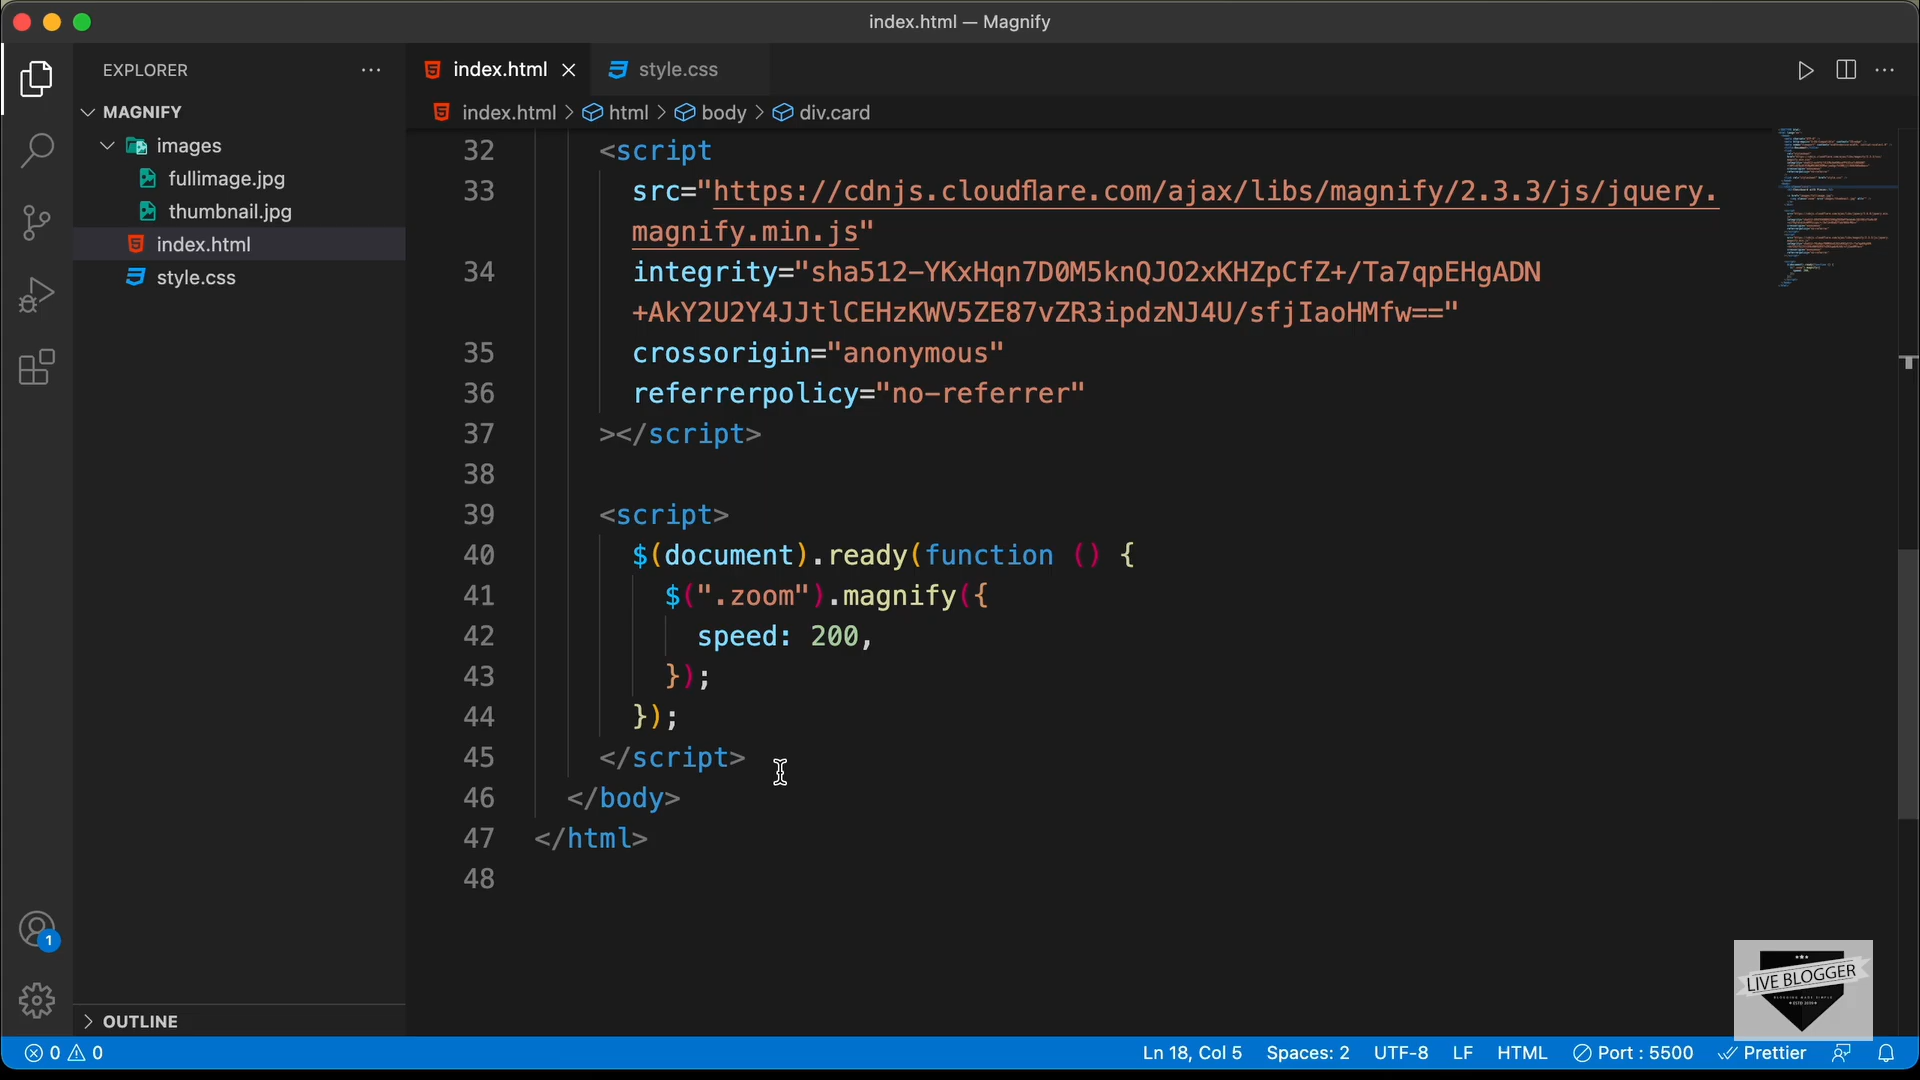 index.html — Magnify
EXPLORER
MAGNIFY
images
fullimage.jpg
thumbnail.jpg
index.html
style.css
OUTLINE
index.html
style.css
index.html > html > body > div.card
32 <script
33 src="https://cdnjs.cloudflare.com/ajax/libs/magnify/2.3.3/js/jquery.
magnify.min.js"
34 integrity="sha512-YKxHqn7D0M5knQJO2xKHZpCfZ+/Ta7qpEHgADN
+AkY2U2Y4JJtlCEHzKWV5ZE87vZR3ipdzNJ4U/sfjIaoHMfw=="
35 crossorigin="anonymous"
36 referrerpolicy="no-referrer"
37 ></script>
38
39 <script>
40 $(document).ready(function () {
41 $(".zoom").magnify({
42 speed: 200,
43 });
44 });
45 </script>
46 </body>
47 </html>
48
1
LIVE BLOGGER
0 0
Ln 18, Col 5
Spaces: 2
UTF-8
LF
HTML
Port : 5500
Prettier